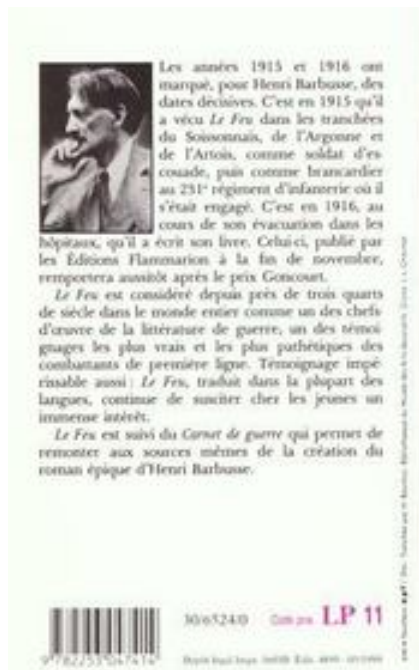 Les années 1915 et 1916 ont
marqué, pour Henri Barbusse, des
dates décisives. C'est en 1915 qu'il
a vécu Le Feu dans les tranchées
du Soissonnais, de l'Argonne et
de l'Artois, comme soldat d'es-
couade, puis comme brancardier
au 231e régiment d'infanterie où il
s'était engagé. C'est en 1916, au
cours de son évacuation dans les
hôpitaux, qu'il a écrit son livre. Celui-ci, publié par
les Éditions Flammarion à la fin de novembre,
remportera aussitôt après le prix Goncourt.
Le Feu est considéré depuis près de trois quarts
de siècle dans le monde entier comme un des chefs-
d'œuvre de la littérature de guerre, un des témoi-
gnages les plus vrais et les plus pathétiques des
combattants de première ligne. Témoignage impé-
rissable aussi : Le Feu, traduit dans la plupart des
langues, continue de susciter chez les jeunes un
immense intérêt.
Le Feu est suivi du Carnet de guerre qui permet de
remonter aux sources mêmes de la création du
roman épique d'Henri Barbusse.
30/6524/0 Code prix LP 11
9 782253 047414